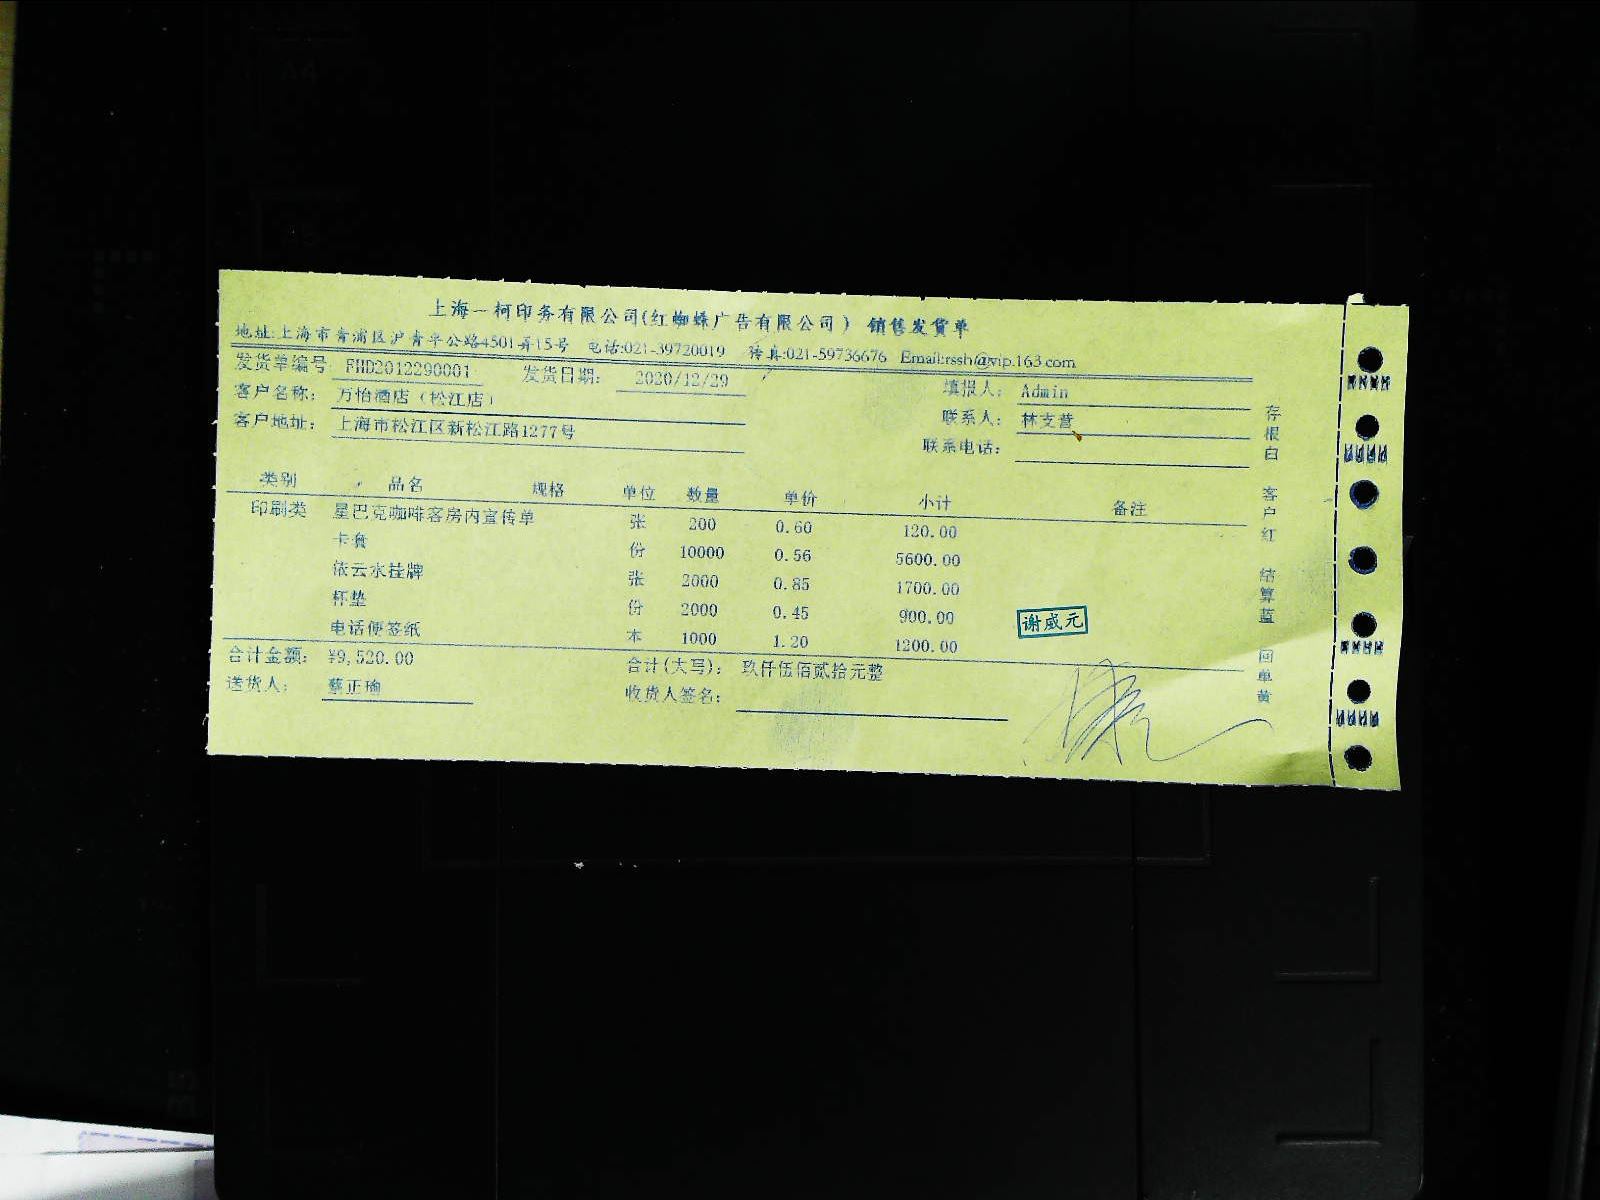 上海一柯印务有限公司(红蜘蛛广告有限公司) 销售发货单
地址:上海市青浦区沪青平公路4501弄15号 电话:021-39720019 传真:021-59736676 Email:rssh@vip.163.com
发货单编号 FHD2012290001 发货日期: 2020/12/29 填报人: Admin
客户名称: 万怡酒店(松江店) 联系人: 林支营
客户地址: 上海市松江区新松江路1277号 联系电话:
类别 品名 规格 单位 数量 单价 小计 备注
印刷类 星巴克咖啡客房内宣传单 张 200 0.60 120.00
卡套 份 10000 0.56 5600.00
依云水挂牌 张 2000 0.85 1700.00
杯垫 份 2000 0.45 900.00
电话便签纸 本 1000 1.20 1200.00
谢威元
合计金额: ¥9,520.00 合计(大写): 玖仟伍佰贰拾元整
送货人: 蔡正瑜 收货人签名:
存根白 客户红 结算蓝 回单黄